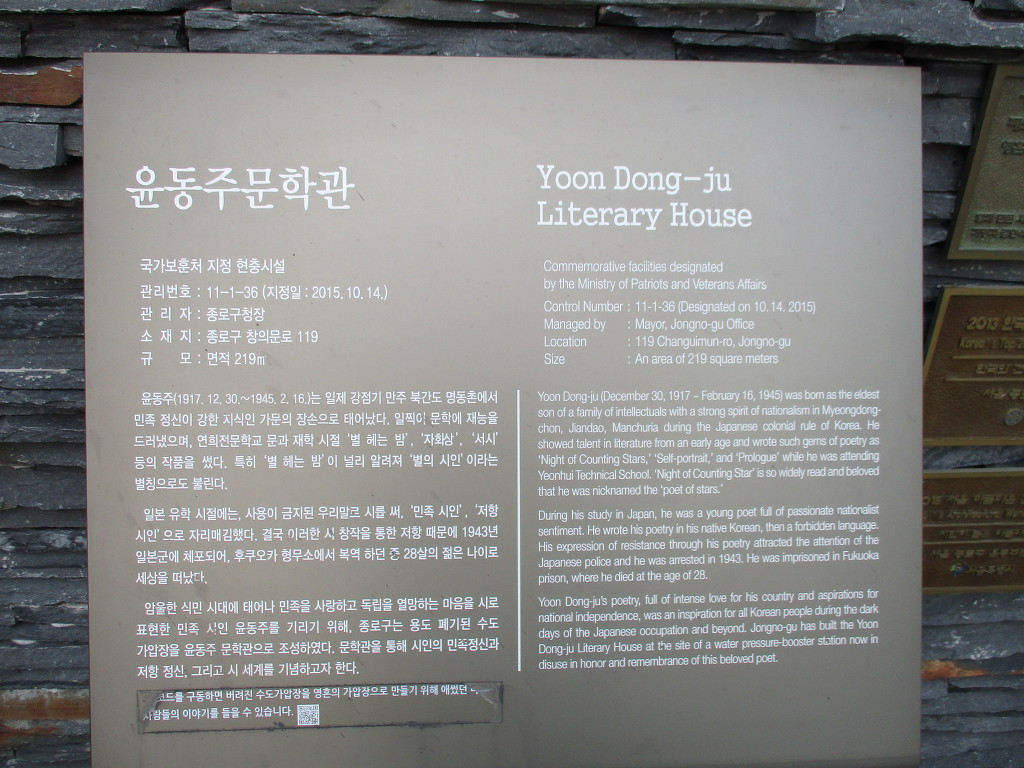 윤동주문학관
국가보훈처 지정 현충시설
관리번호 : 11-1-36 (지정일 : 2015. 10. 14.)
관 리 자 : 종로구청장
소 재 지 : 종로구 창의문로 119
규 모 : 면적 219㎡
윤동주(1917. 12. 30.~1945. 2. 16.)는 일제 강점기 만주 북간도 명동촌에서
민족 정신이 강한 지식인 가문의 장손으로 태어났다. 일찍이 문학에 재능을
드러냈으며, 연희전문학교 문과 재학 시절 '별 헤는 밤', '자화상', '서시'
등의 작품을 썼다. 특히 '별 헤는 밤'이 널리 알려져 '별의 시인'이라는
별칭으로도 불린다.
일본 유학 시절에는, 사용이 금지된 우리말로 시를 써, '민족 시인', '저항
시인'으로 자리매김했다. 결국 이러한 시 창작을 통한 저항 때문에 1943년
일본군에 체포되어, 후쿠오카 형무소에서 복역 하던 중 28살의 젊은 나이로
세상을 떠났다.
암울한 식민 시대에 태어나 민족을 사랑하고 독립을 열망하는 마음을 시로
표현한 민족 시인 윤동주를 기리기 위해, 종로구는 용도 폐기된 수도
가압장을 윤동주 문학관으로 조성하였다. 문학관을 통해 시인의 민족정신과
저항 정신, 그리고 시 세계를 기념하고자 한다.
구동하면 버려진 수도가압장을 영혼의 가압장으로 만들기 위해 애썼던
사람들의 이야기를 들을 수 있습니다.
Yoon Dong-ju
Literary House
Commemorative facilities designated
by the Ministry of Patriots and Veterans Affairs
Control Number : 11-1-36 (Designated on 10. 14. 2015)
Managed by : Mayor, Jongno-gu Office
Location : 119 Changuimun-ro, Jongno-gu
Size : An area of 219 square meters
Yoon Dong-ju (December 30, 1917 – February 16, 1945) was born as the eldest
son of a family of intellectuals with a strong spirit of nationalism in Myeongdong-
chon, Jiandao, Manchuria during the Japanese colonial rule of Korea. He
showed talent in literature from an early age and wrote such gems of poetry as
'Night of Counting Stars,' 'Self-portrait,' and 'Prologue' while he was attending
Yeonhui Technical School. 'Night of Counting Star' is so widely read and beloved
that he was nicknamed the 'poet of stars.'
During his study in Japan, he was a young poet full of passionate nationalist
sentiment. He wrote his poetry in his native Korean, then a forbidden language.
His expression of resistance through his poetry attracted the attention of the
Japanese police and he was arrested in 1943. He was imprisoned in Fukuoka
prison, where he died at the age of 28.
Yoon Dong-ju's poetry, full of intense love for his country and aspirations for
national independence, was an inspiration for all Korean people during the dark
days of the Japanese occupation and beyond. Jongno-gu has built the Yoon
Dong-ju Literary House at the site of a water pressure-booster station now in
disuse in honor and remembrance of this beloved poet.
2013